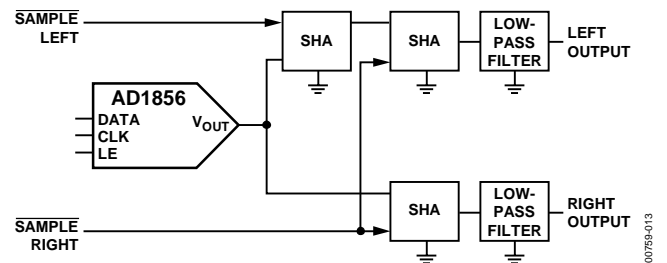 SAMPLE
LEFT
SHA
SHA
LOW-
PASS
FILTER
LEFT
OUTPUT
AD1856
DATA
CLK
LE
VOUT
SHA
LOW-
PASS
FILTER
RIGHT
OUTPUT
SAMPLE
RIGHT
00759-013